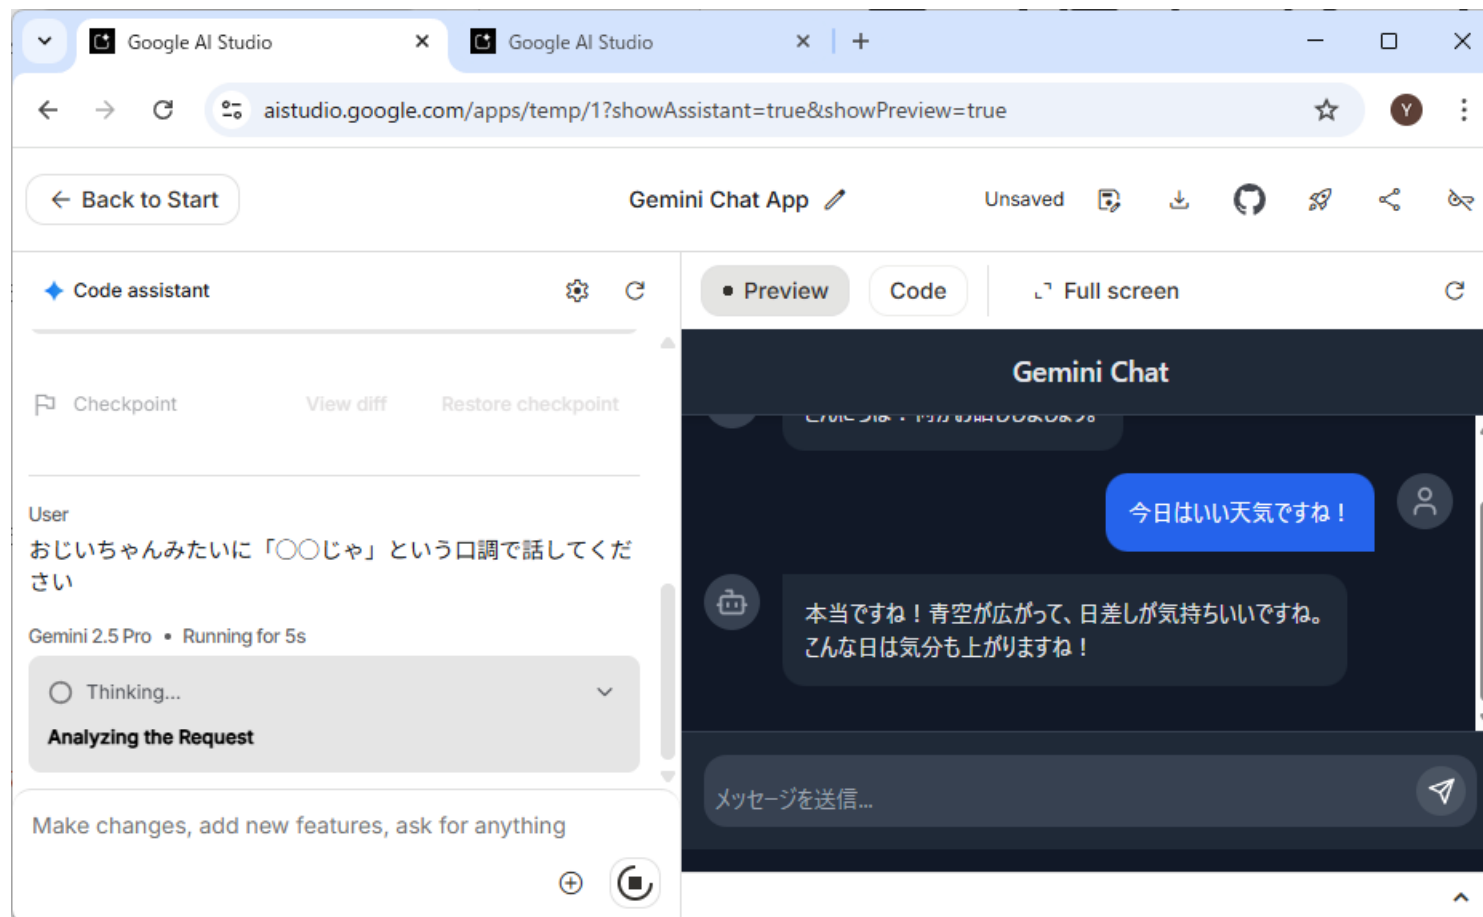 Google AI Studio
Google AI Studio
aistudio.google.com/apps/temp/1?showAssistant=true&showPreview=true
Y
Back to Start
Gemini Chat App
Unsaved
Code assistant
Preview
Code
Full screen
Checkpoint
View diff
Restore checkpoint
User
おじいちゃんみたいに「○○じゃ」という口調で話してくだ
さい
Gemini 2.5 Pro • Running for 5s
Thinking...
Analyzing the Request
Make changes, add new features, ask for anything
Gemini Chat
今日はいい天気ですね！
本当ですね！青空が広がって、日差しが気持ちいいですね。
こんな日は気分も上がりますね！
メッセージを送信...